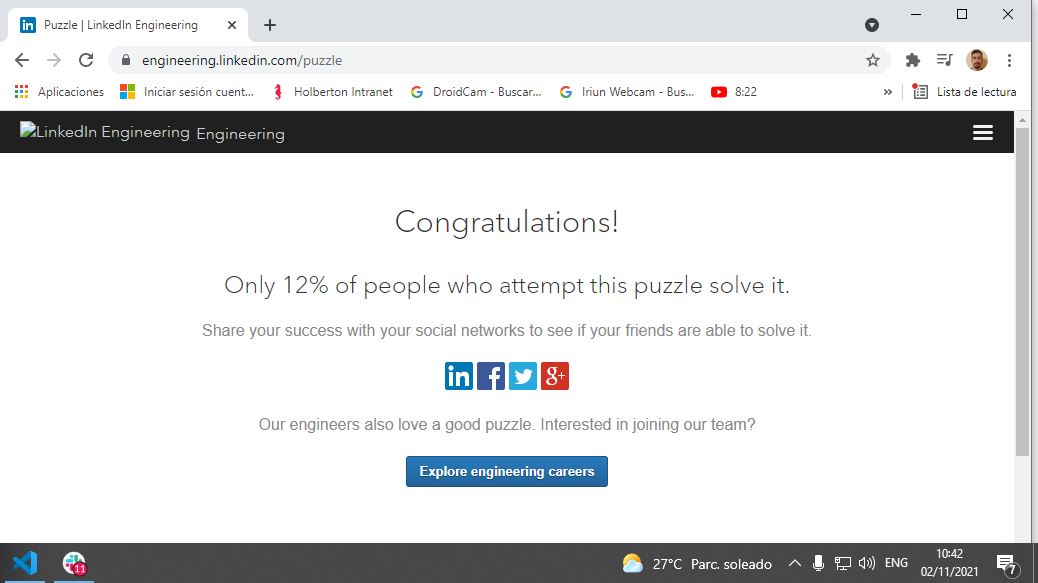 Puzzle | LinkedIn Engineering
engineering.linkedin.com/puzzle
Aplicaciones Iniciar sesión cuent... Holberton Intranet DroidCam - Buscar... Iriun Webcam - Bus... 8:22 » Lista de lectura
LinkedIn Engineering Engineering
Congratulations!
Only 12% of people who attempt this puzzle solve it.
Share your success with your social networks to see if your friends are able to solve it.
in f g+
Our engineers also love a good puzzle. Interested in joining our team?
Explore engineering careers
11 27°C Parc. soleado ENG 10:42
02/11/2021 7